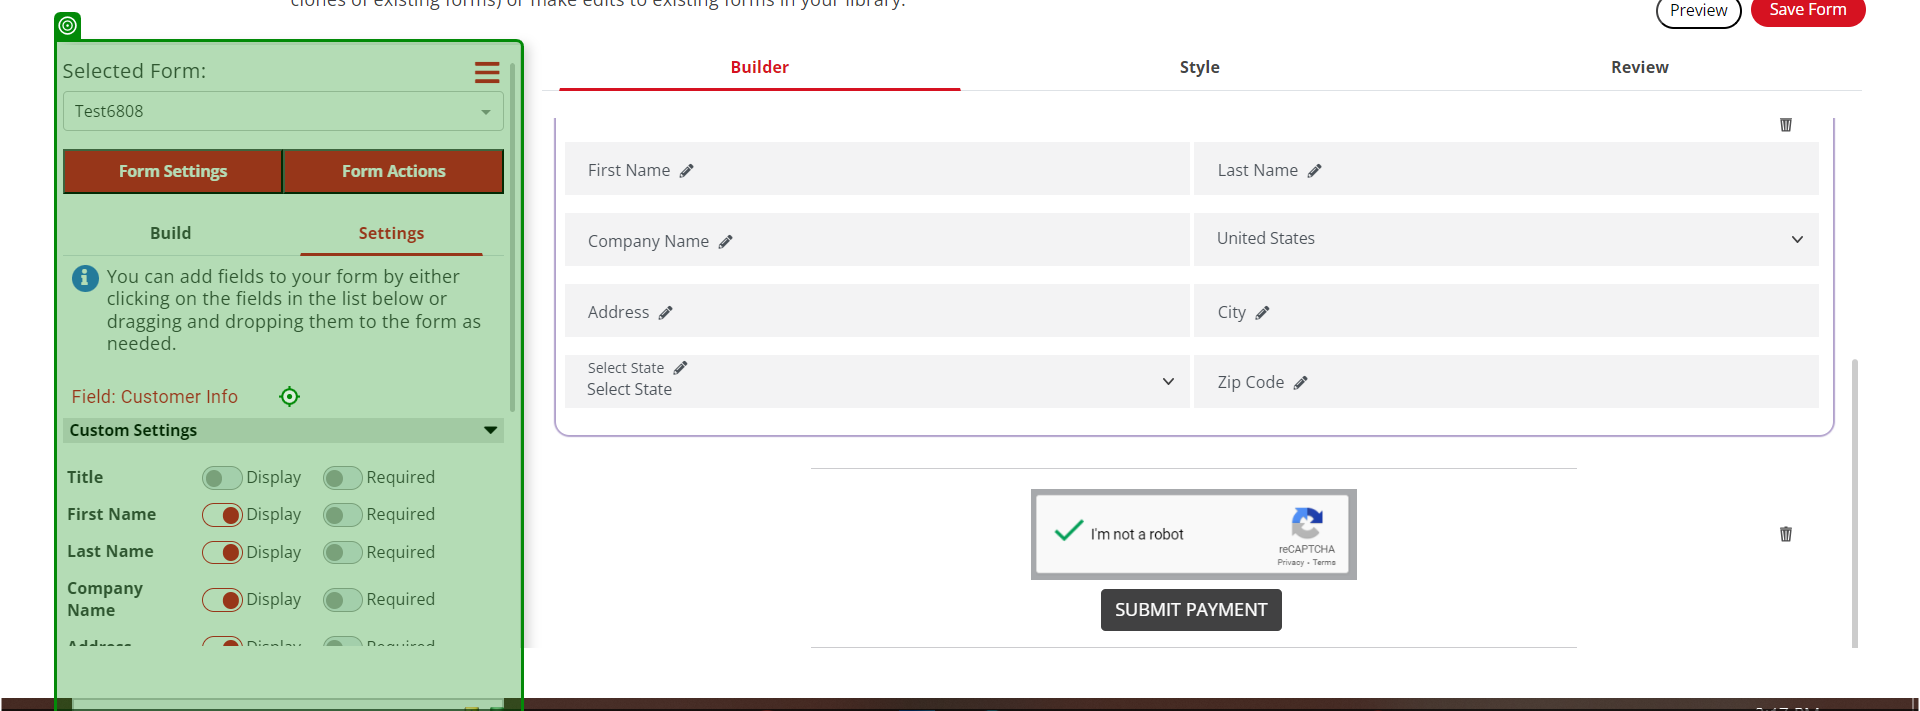 clones of existing forms) or make edits to existing forms in your library.
Preview
Save Form
Selected Form:
Test6808
Form Settings
Form Actions
Build
Settings
You can add fields to your form by either
clicking on the fields in the list below or
dragging and dropping them to the form as
needed.
Field: Customer Info
Custom Settings
Title Display Required
First Name Display Required
Last Name Display Required
Company
Name Display Required
Address Display Required
Builder
Style
Review
First Name
Last Name
Company Name
United States
Address
City
Select State
Select State
Zip Code
I'm not a robot
reCAPTCHA
Privacy - Terms
SUBMIT PAYMENT